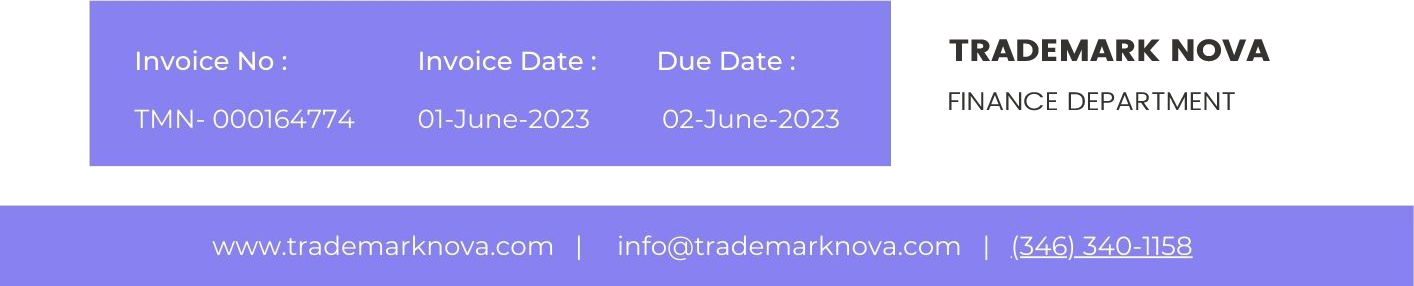 Invoice No : Invoice Date : Due Date :
TMN- 000164774 01-June-2023 02-June-2023
TRADEMARK NOVA
FINANCE DEPARTMENT
www.trademarknova.com | info@trademarknova.com | (346) 340-1158